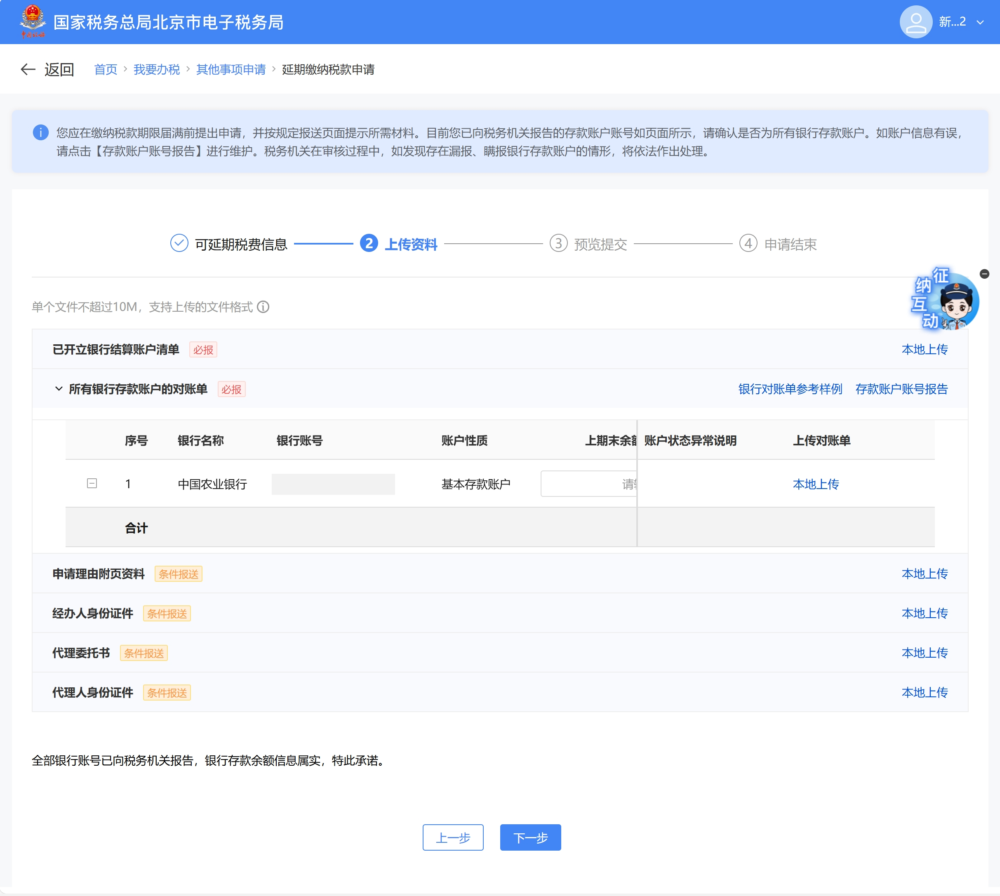 国家税务总局北京市电子税务局
新...2
返回 首页 > 我要办税 > 其他事项申请 > 延期缴纳税款申请
您应在缴纳税款期限届满前提出申请，并按规定报送页面提示所需材料。目前您已向税务机关报告的存款账户账号如页面所示，请确认是否为所有银行存款账户。如账户信息有误，
请点击【存款账户账号报告】进行维护。税务机关在审核过程中，如发现存在漏报、瞒报银行存款账户的情形，将依法作出处理。
可延期税费信息 2 上传资料 3 预览提交 4 申请结束
征纳互动
单个文件不超过10M，支持上传的文件格式
已开立银行结算账户清单 必报 本地上传
所有银行存款账户的对账单 必报 银行对账单参考样例 存款账户账号报告
序号 银行名称 银行账号 账户性质 上期末余额 账户状态异常说明 上传对账单
1 中国农业银行 基本存款账户 请 本地上传
合计
申请理由附页资料 条件报送 本地上传
经办人身份证件 条件报送 本地上传
代理委托书 条件报送 本地上传
代理人身份证件 条件报送 本地上传
全部银行账号已向税务机关报告，银行存款余额信息属实，特此承诺。
上一步 下一步